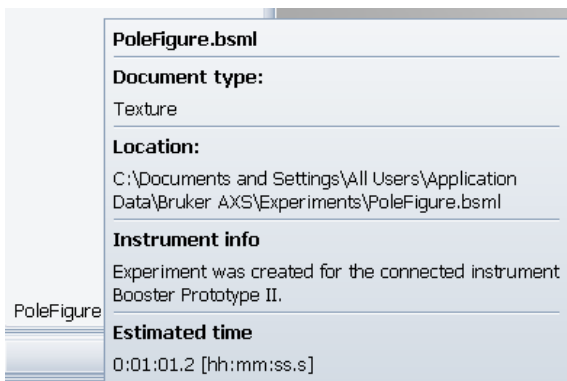 PoleFigure.bsml
Document type:
Texture
Location:
C:\Documents and Settings\All Users\Application
Data\Bruker AXS\Experiments\PoleFigure.bsml
Instrument info
Experiment was created for the connected instrument
Booster Prototype II.
PoleFigure
Estimated time
0:01:01.2 [hh:mm:ss.s]